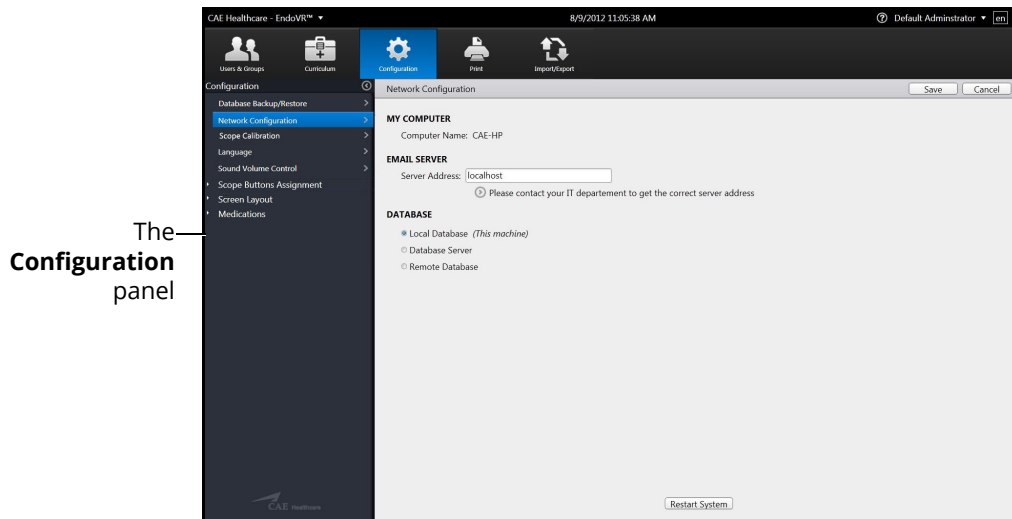 CAE Healthcare - EndoVR™ ▾
8/9/2012 11:05:38 AM
Default Adminstrator ▾ en
Users & Groups
Curriculum
Configuration
Print
Import/Export
Configuration
Database Backup/Restore
Network Configuration
Scope Calibration
Language
Sound Volume Control
Scope Buttons Assignment
Screen Layout
Medications
Network Configuration
Save
Cancel
MY COMPUTER
Computer Name: CAE-HP
EMAIL SERVER
Server Address: localhost
Please contact your IT departement to get the correct server address
DATABASE
Local Database (This machine)
Database Server
Remote Database
Restart System
CAE Healthcare
The
Configuration
panel